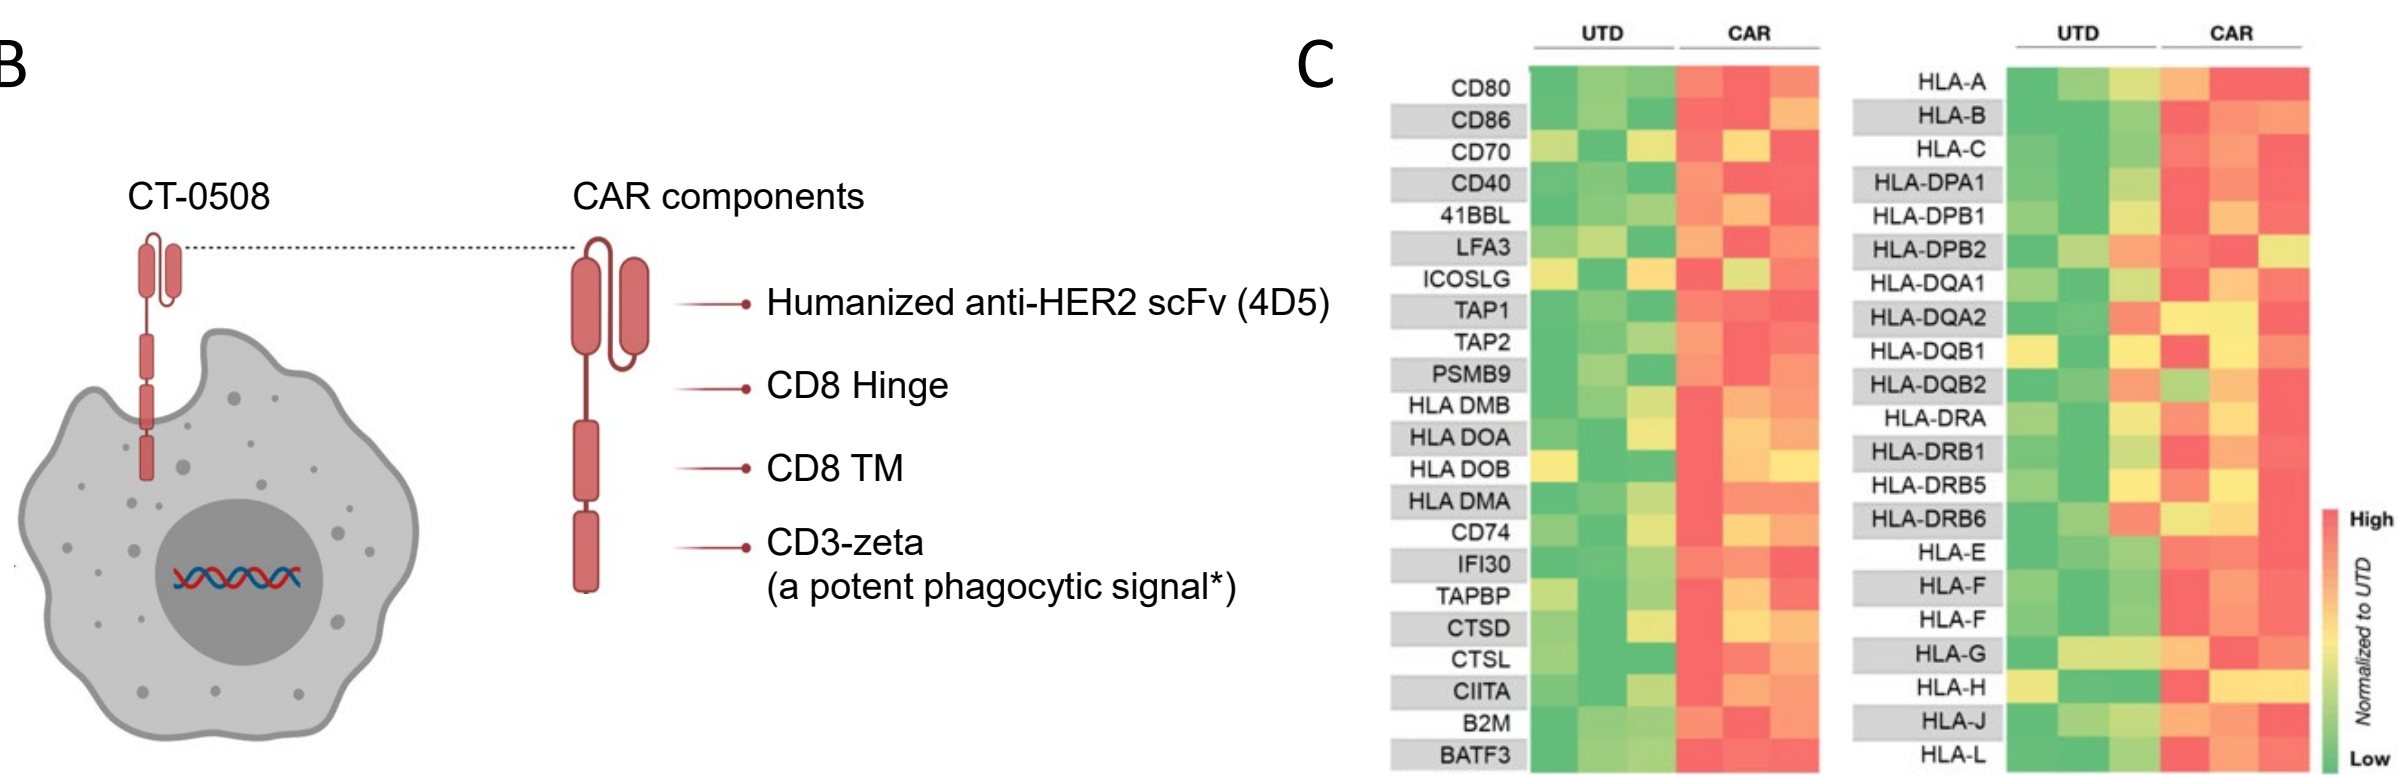 B
CT-0508
CAR components
Humanized anti-HER2 scFv (4D5)
CD8 Hinge
CD8 TM
CD3-zeta
(a potent phagocytic signal*)
C
UTD CAR
CD80
CD86
CD70
CD40
41BBL
LFA3
ICOSLG
TAP1
TAP2
PSMB9
HLA DMB
HLA DOA
HLA DOB
HLA DMA
CD74
IFI30
TAPBP
CTSD
CTSL
CIITA
B2M
BATF3
UTD CAR
HLA-A
HLA-B
HLA-C
HLA-DPA1
HLA-DPB1
HLA-DPB2
HLA-DQA1
HLA-DQA2
HLA-DQB1
HLA-DQB2
HLA-DRA
HLA-DRB1
HLA-DRB5
HLA-DRB6
HLA-E
HLA-F
HLA-F
HLA-G
HLA-H
HLA-J
HLA-L
High
Normalized to UTD
Low